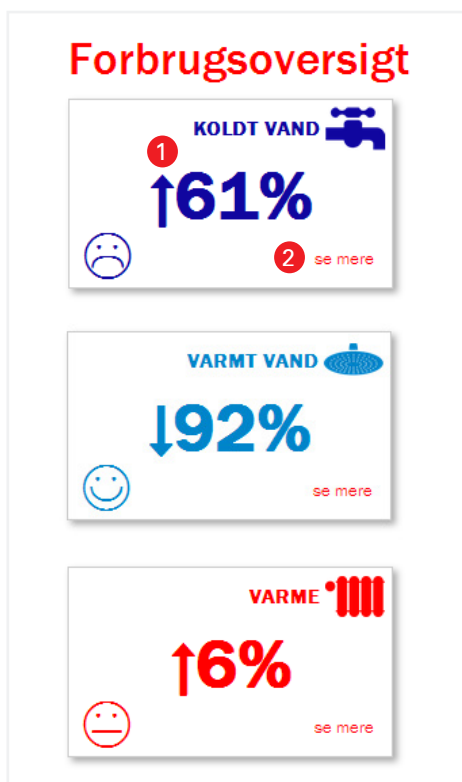 Forbrugsoversigt
KOLDT VAND
1
↑61%
2 se mere
VARMT VAND
↓92%
se mere
VARME
↑6%
se mere